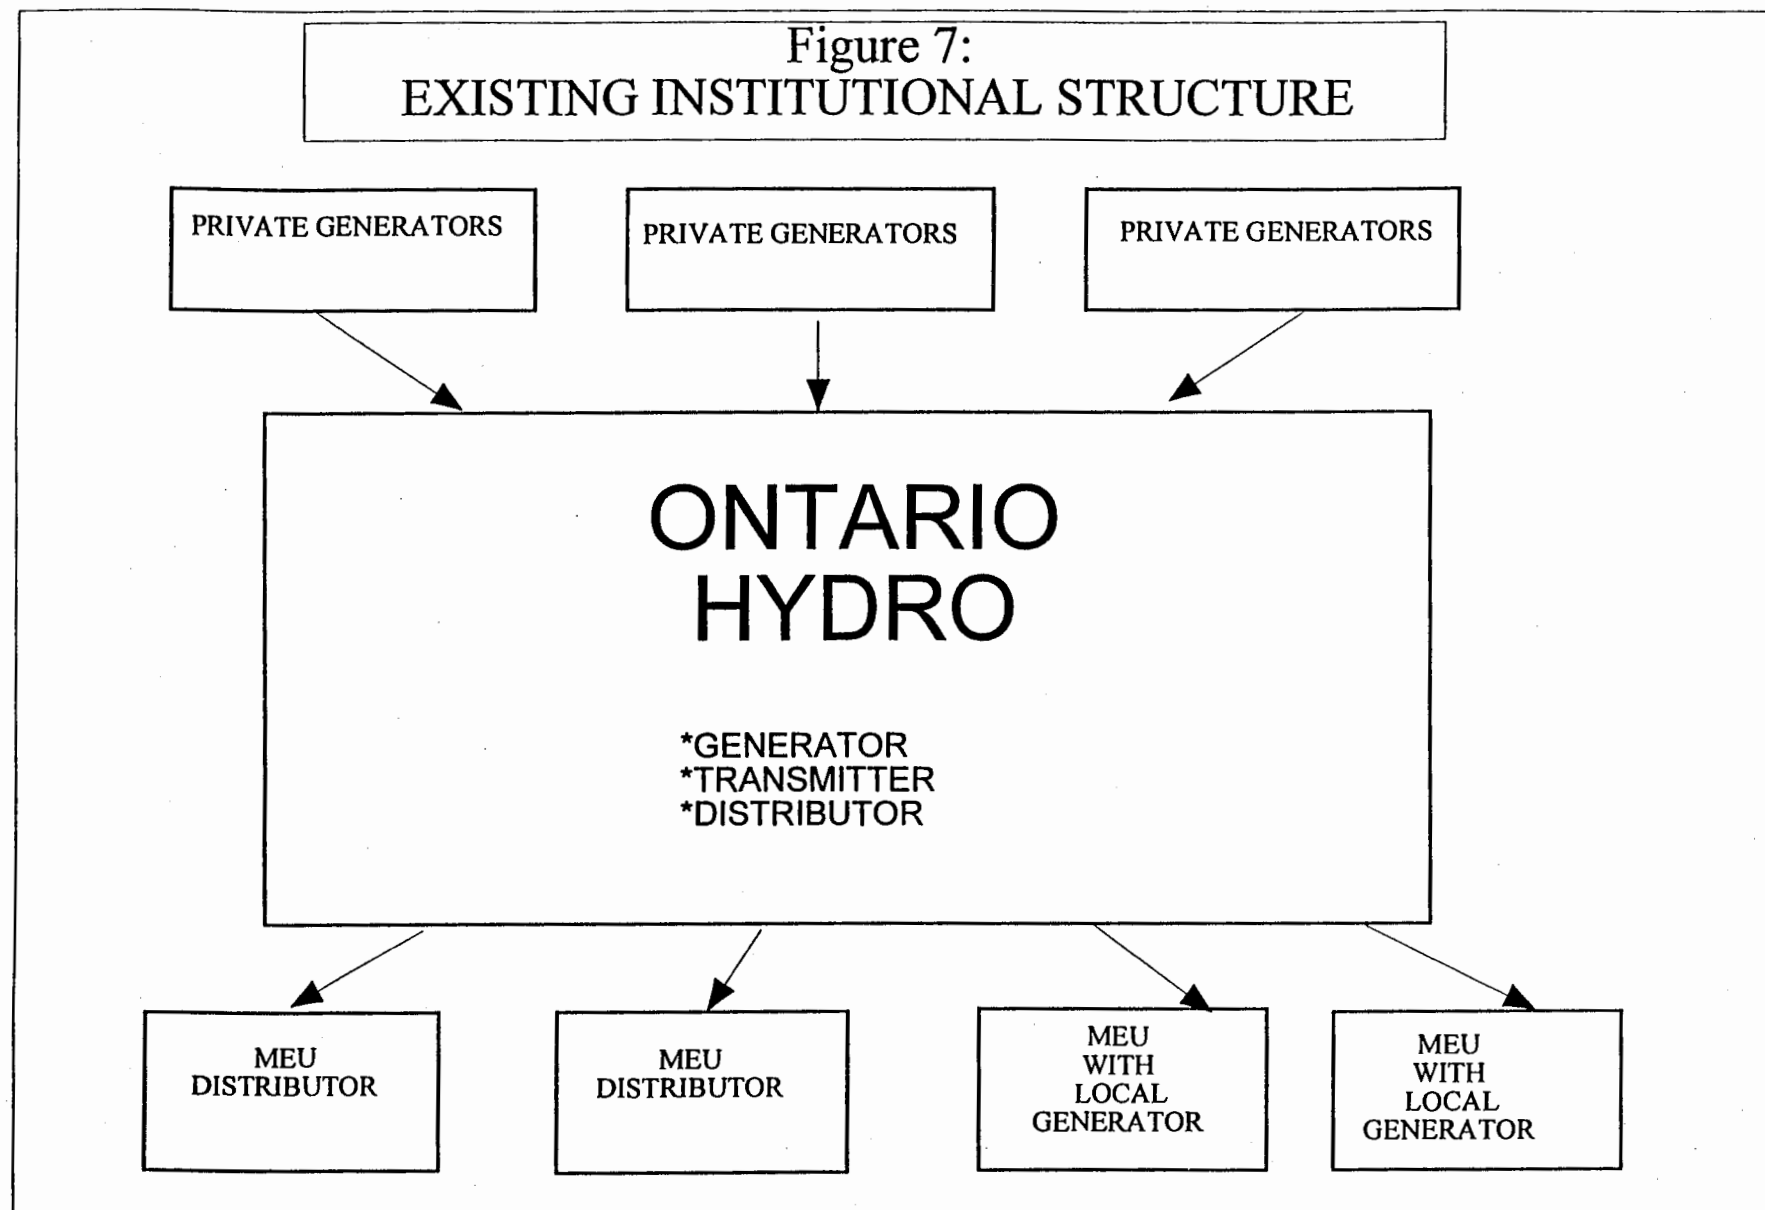 Figure 7:
EXISTING INSTITUTIONAL STRUCTURE
PRIVATE GENERATORS
PRIVATE GENERATORS
PRIVATE GENERATORS
ONTARIO
HYDRO
*GENERATOR
*TRANSMITTER
*DISTRIBUTOR
MEU
DISTRIBUTOR
MEU
DISTRIBUTOR
MEU
WITH
LOCAL
GENERATOR
MEU
WITH
LOCAL
GENERATOR